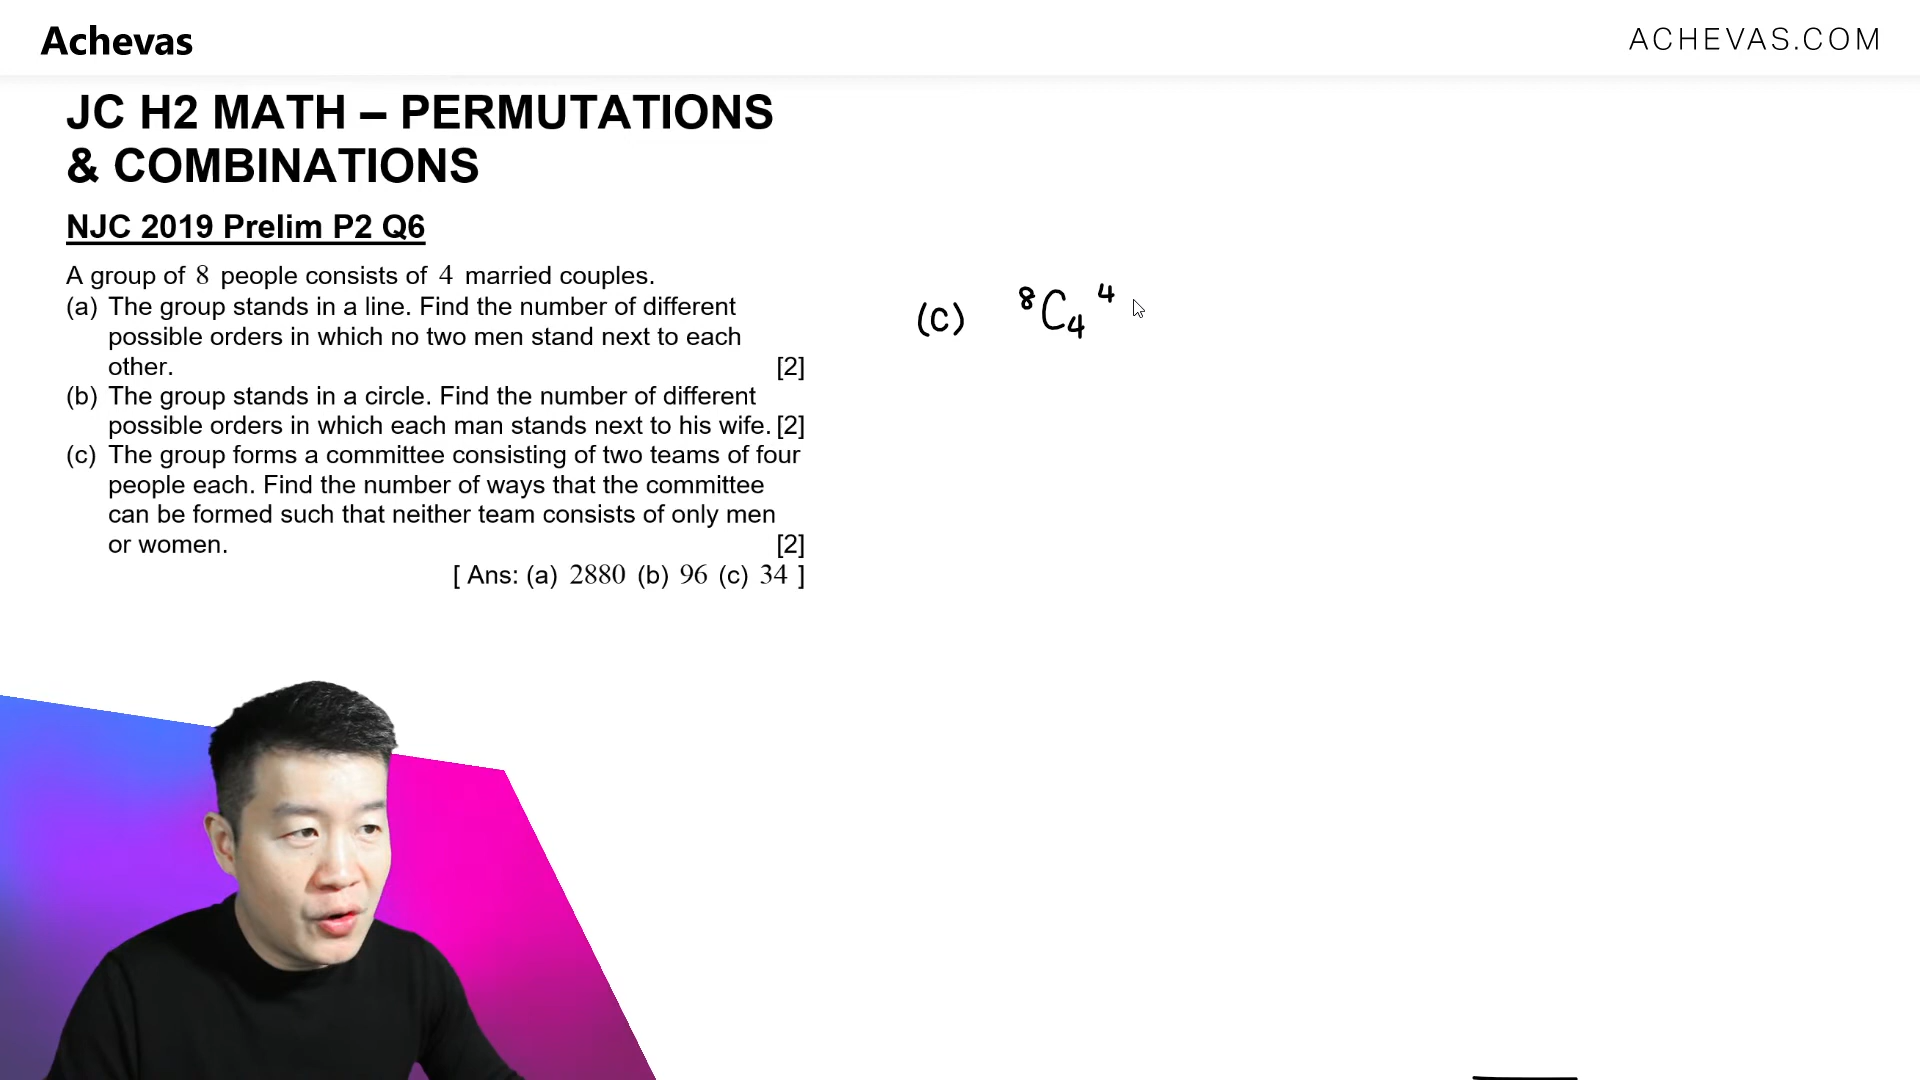 Achevas
ACHEVAS.COM
JC H2 MATH – PERMUTATIONS
& COMBINATIONS
NJC 2019 Prelim P2 Q6
A group of 8 people consists of 4 married couples.
(a) The group stands in a line. Find the number of different
possible orders in which no two men stand next to each
other. [2]
(b) The group stands in a circle. Find the number of different
possible orders in which each man stands next to his wife. [2]
(c) The group forms a committee consisting of two teams of four
people each. Find the number of ways that the committee
can be formed such that neither team consists of only men
or women. [2]
[ Ans: (a) 2880 (b) 96 (c) 34 ]
(c) ⁸C₄ ⁴